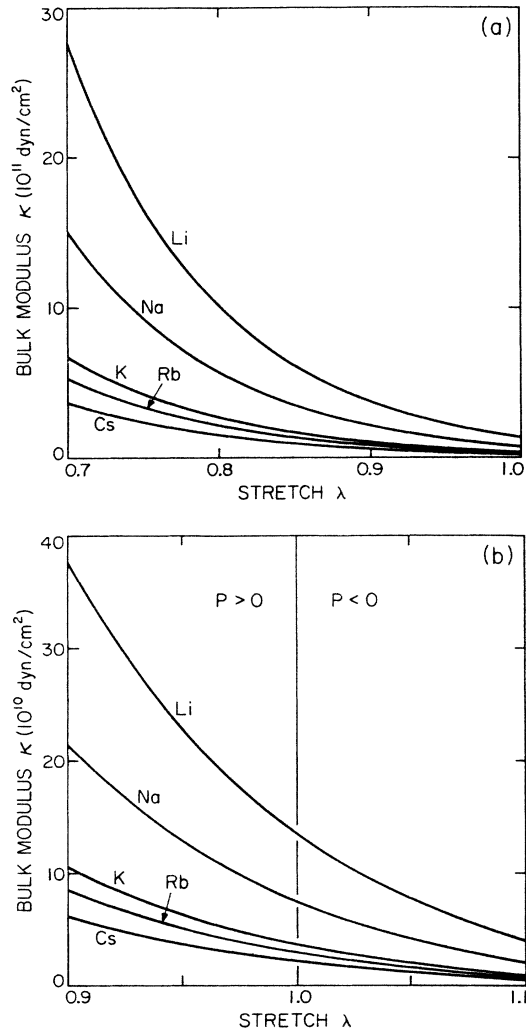 (a)
BULK MODULUS κ (10¹¹ dyn/cm²)
30
20
10
0
Li
Na
K
Rb
Cs
0.7 0.8 0.9 1.0
STRETCH λ
(b)
BULK MODULUS κ (10¹⁰ dyn/cm²)
40
30
20
10
0
P > 0 P < 0
Li
Na
K
Rb
Cs
0.9 1.0 1.1
STRETCH λ